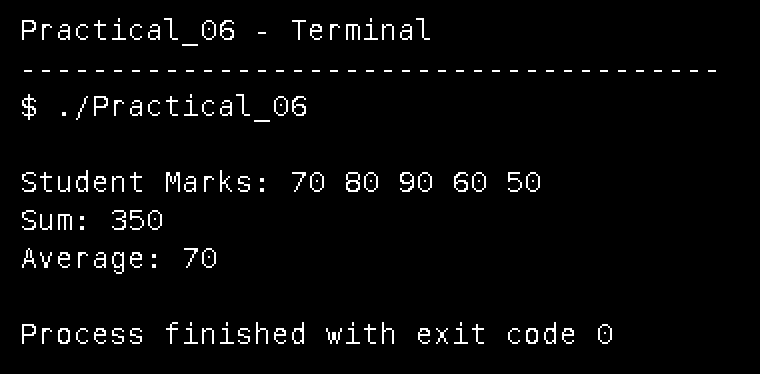 Practical_06 - Terminal
---------------------------------------
$ ./Practical_06
Student Marks: 70 80 90 60 50
Sum: 350
Average: 70
Process finished with exit code 0